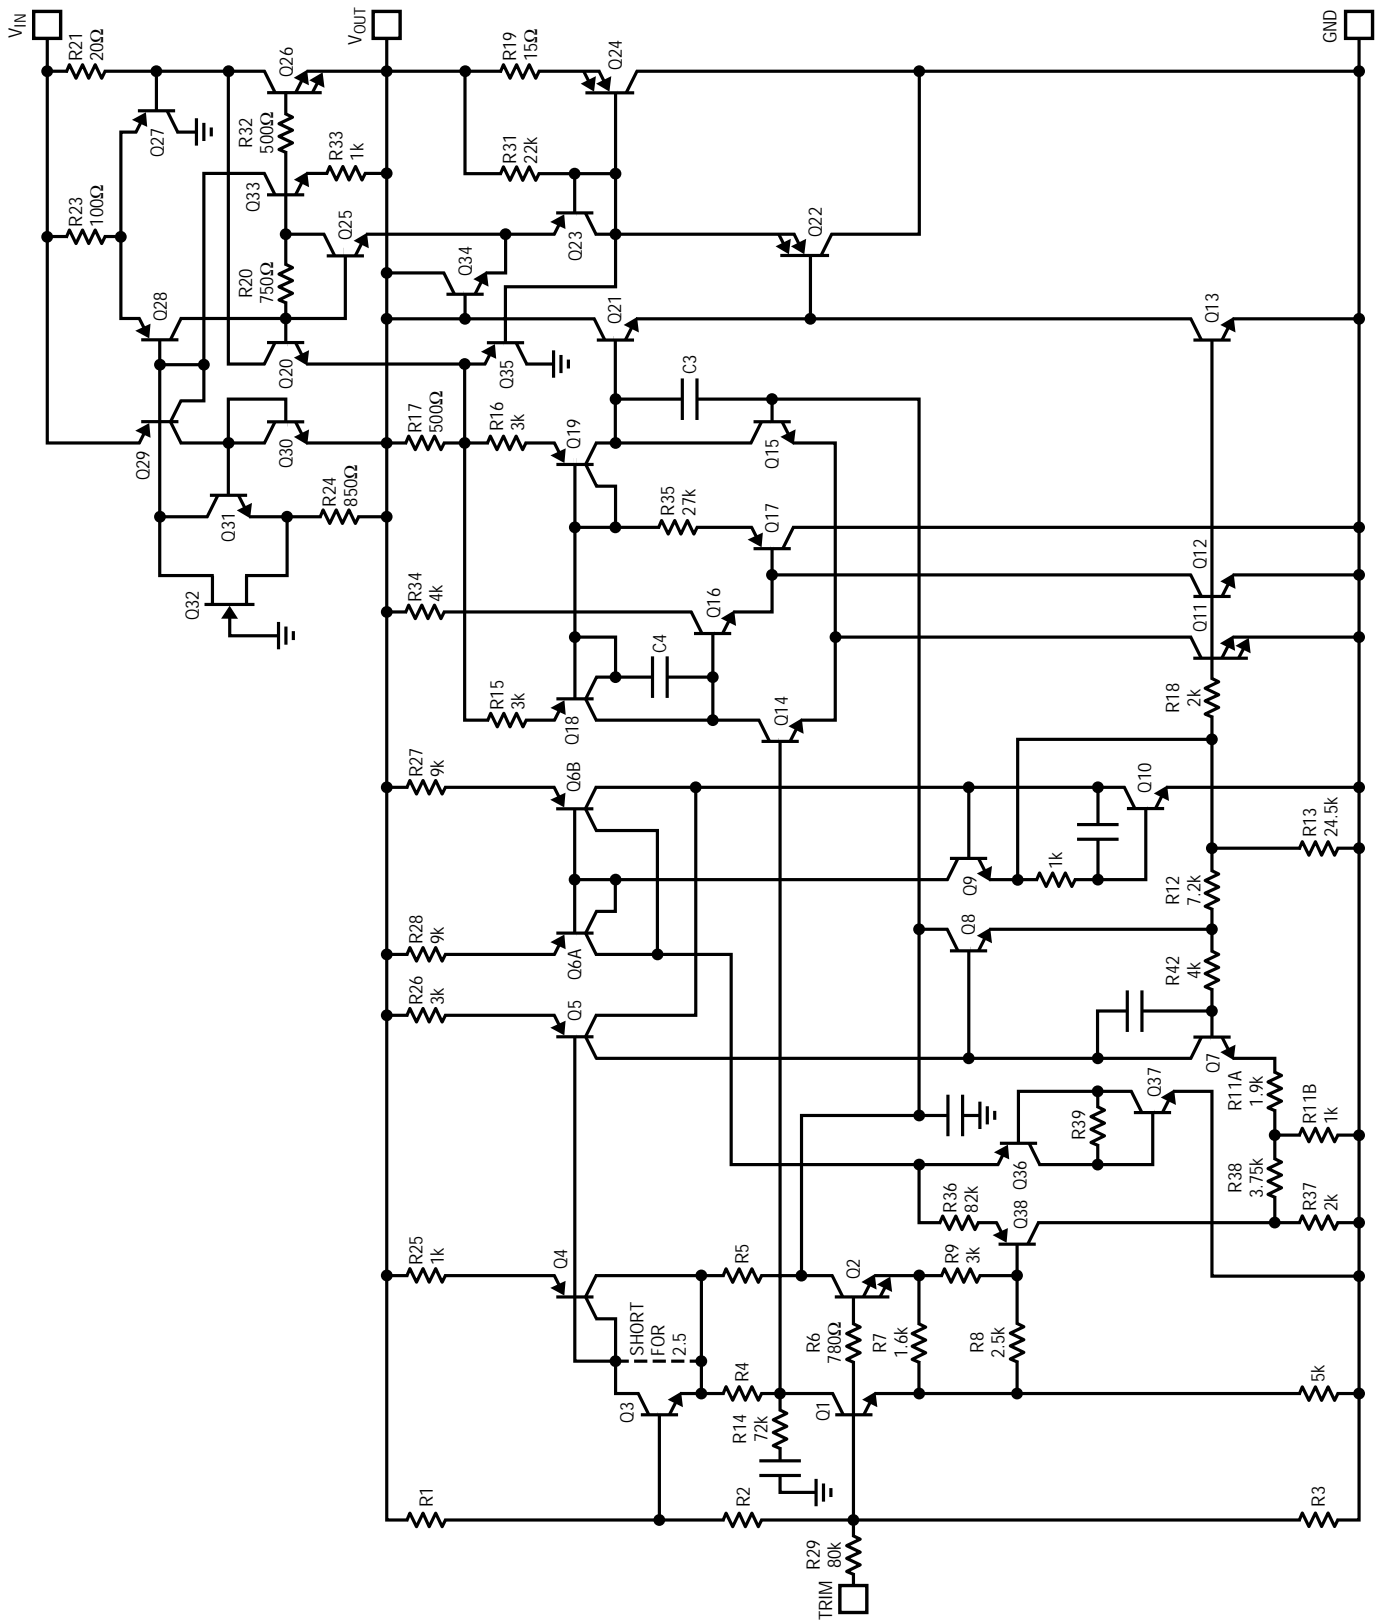 VIN
R21
20Ω
Q26
VOUT
R19
15Ω
Q24
GND
Q27
R32
500Ω
R33
1k
R31
22k
Q33
R23
100Ω
Q25
Q23
Q22
Q34
R20
750Ω
Q28
Q21
Q13
Q20
Q35
C3
Q29
Q30
R17
500Ω
R16
3k
Q19
Q15
Q31
R24
850Ω
R35
27k
Q17
Q32
R34
4k
Q16
Q12
Q11
C4
R15
3k
Q18
Q14
R18
2k
R27
9k
Q6B
Q10
R13
24.5k
Q9
1k
R12
7.2k
R28
9k
Q6A
Q8
R42
4k
R26
3k
Q5
Q7
R11A
1.9k
R11B
1k
Q37
R39
Q36
R38
3.75k
R37
2k
R36
82k
Q38
R25
1k
Q4
R5
Q2
R9
3k
SHORT
FOR
2.5
R6
780Ω
R7
1.6k
R8
2.5k
Q3
R4
R14
72k
Q1
5k
R1
R2
R3
R29
80k
TRIM